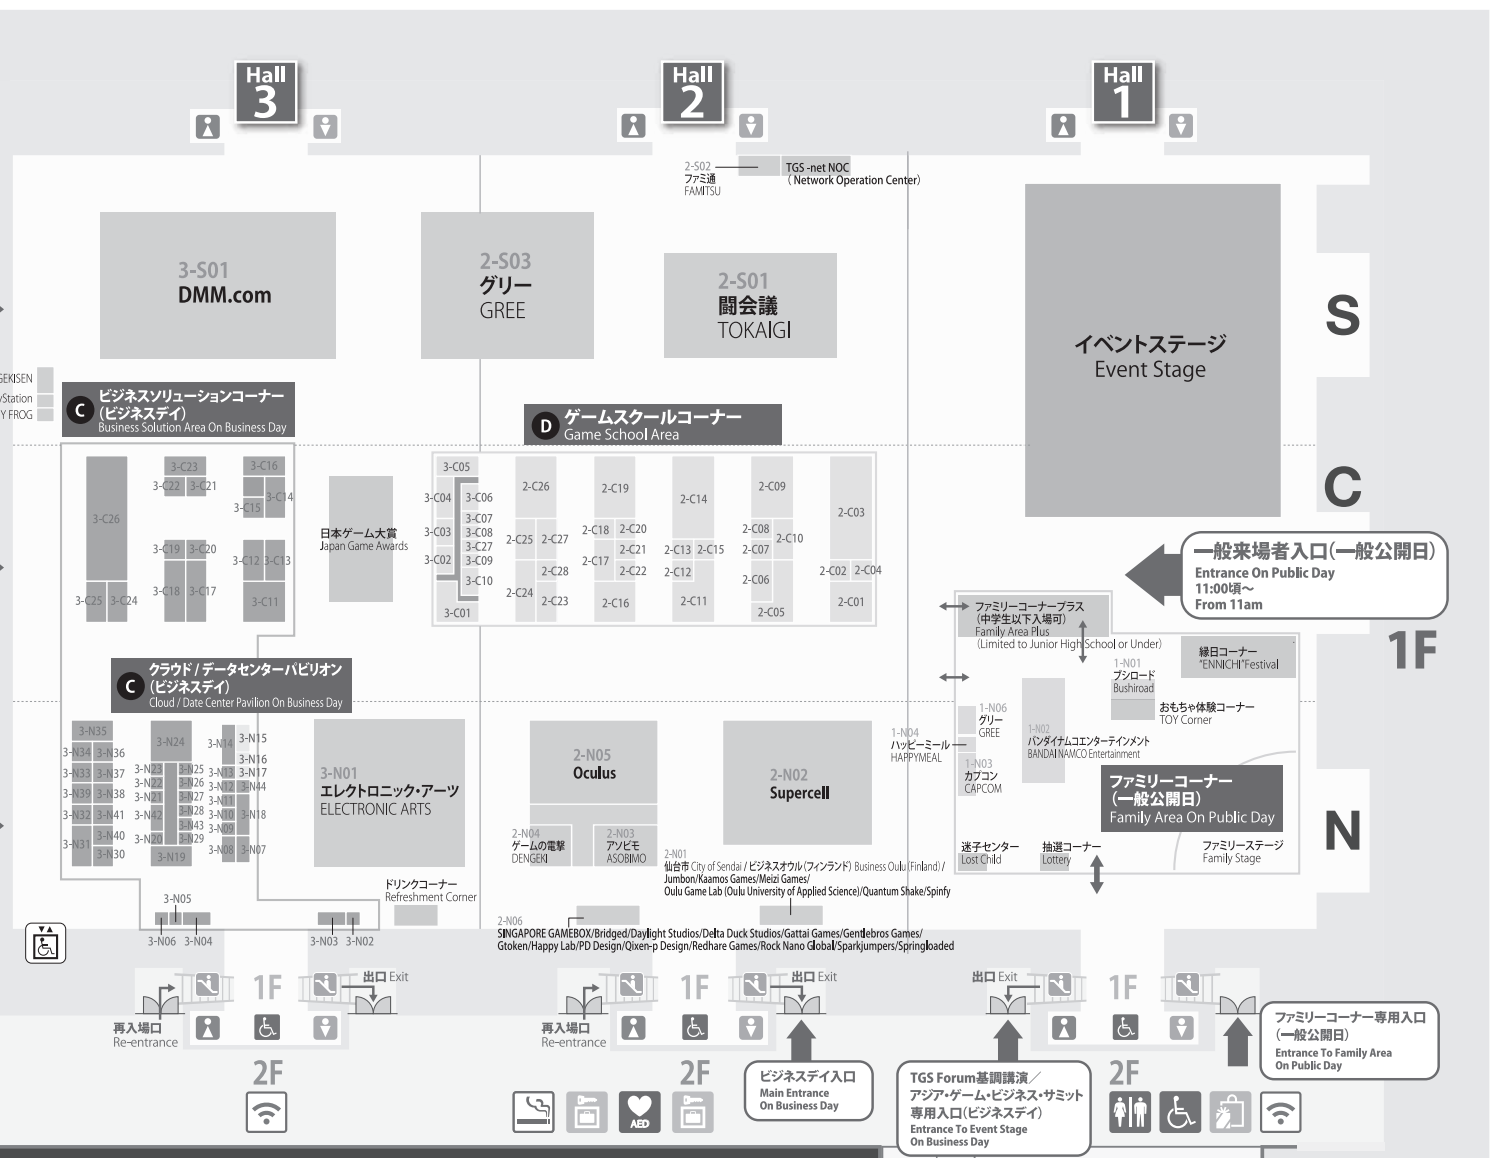 Hall
3
Hall
2
Hall
1
2-S02
ファミ通
FAMITSU
TGS -net NOC
( Network Operation Center)
3-S01
DMM.com
2-S03
グリー
GREE
2-S01
闘会議
TOKAIGI
イベントステージ
Event Stage
S
GEKISEN
Station
Y FROG
C
ビジネスソリューションコーナー
(ビジネスデイ)
Business Solution Area On Business Day
D
ゲームスクールコーナー
Game School Area
C
3-C23
3-C22
3-C21
3-C16
3-C14
3-C15
3-C26
3-C19
3-C20
3-C12
3-C13
3-C25
3-C24
3-C18
3-C17
3-C11
日本ゲーム大賞
Japan Game Awards
3-C05
3-C04
3-C06
3-C07
3-C03
3-C08
3-C27
3-C02
3-C09
3-C10
3-C01
2-C26
2-C25
2-C27
2-C28
2-C24
2-C23
2-C19
2-C18
2-C20
2-C21
2-C17
2-C22
2-C16
2-C14
2-C13
2-C15
2-C12
2-C11
2-C09
2-C08
2-C10
2-C07
2-C06
2-C05
2-C03
2-C02
2-C04
2-C01
一般来場者入口(一般公開日)
Entrance On Public Day
11:00頃～
From 11am
1F
ファミリーコーナープラス
(中学生以下入場可)
Family Area Plus
(Limited to Junior High School or Under)
縁日コーナー
"ENNICHI"Festival
1-N01
ブシロード
Bushiroad
おもちゃ体験コーナー
TOY Corner
1-N06
グリー
GREE
1-N04
ハッピーミール
HAPPYMEAL
1-N03
カプコン
CAPCOM
1-N02
バンダイナムコエンターテインメント
BANDAI NAMCO Entertainment
ファミリーコーナー
(一般公開日)
Family Area On Public Day
N
迷子センター
Lost Child
抽選コーナー
Lottery
ファミリーステージ
Family Stage
C
クラウド / データセンターパビリオン
(ビジネスデイ)
Cloud / Date Center Pavilion On Business Day
3-N35
3-N34
3-N36
3-N33
3-N37
3-N39
3-N38
3-N32
3-N41
3-N40
3-N31
3-N30
3-N24
3-N23
3-N25
3-N22
3-N26
3-N21
3-N27
3-N28
3-N42
3-N43
3-N20
3-N29
3-N19
3-N14
3-N15
3-N16
3-N13
3-N17
3-N12
3-N44
3-N11
3-N10
3-N18
3-N09
3-N08
3-N07
3-N01
エレクトロニック・アーツ
ELECTRONIC ARTS
2-N05
Oculus
2-N02
Supercell
2-N04
ゲームの電撃
DENGEKI
2-N03
アソビモ
ASOBIMO
2-N01
仙台市 City of Sendai / ビジネスオウル(フィンランド) Business Oulu (Finland) /
Jumbon/Kaamos Games/Meizi Games/
Oulu Game Lab (Oulu University of Applied Science)/Quantum Shake/Spinfy
ドリンクコーナー
Refreshment Corner
3-N05
3-N06
3-N04
3-N03
3-N02
2-N06
SINGAPORE GAMEBOX/Bridged/Daylight Studios/Delta Duck Studios/Gattai Games/Gentlebros Games/
Gtoken/Happy Lab/PD Design/Qixen-p Design/Redhare Games/Rock Nano Global/Sparkjumpers/Springloaded
1F
出口 Exit
再入場口
Re-entrance
2F
1F
出口 Exit
再入場口
Re-entrance
2F
AED
出口 Exit
1F
2F
ビジネスデイ入口
Main Entrance
On Business Day
TGS Forum基調講演／
アジア・ゲーム・ビジネス・サミット
専用入口(ビジネスデイ)
Entrance To Event Stage
On Business Day
ファミリーコーナー専用入口
(一般公開日)
Entrance To Family Area
On Public Day